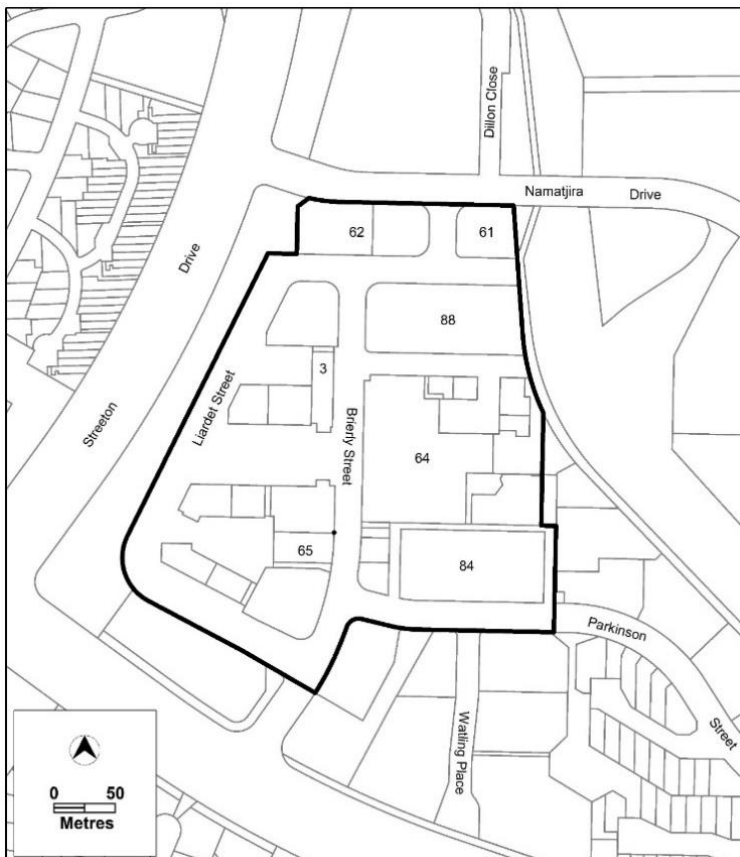 Dillon Close
Namatjira Drive
62
61
88
Drive
3
Liardet Street
Streeton
Brierly Street
64
65
84
Parkinson
Street
Watling Place
0 50
Metres